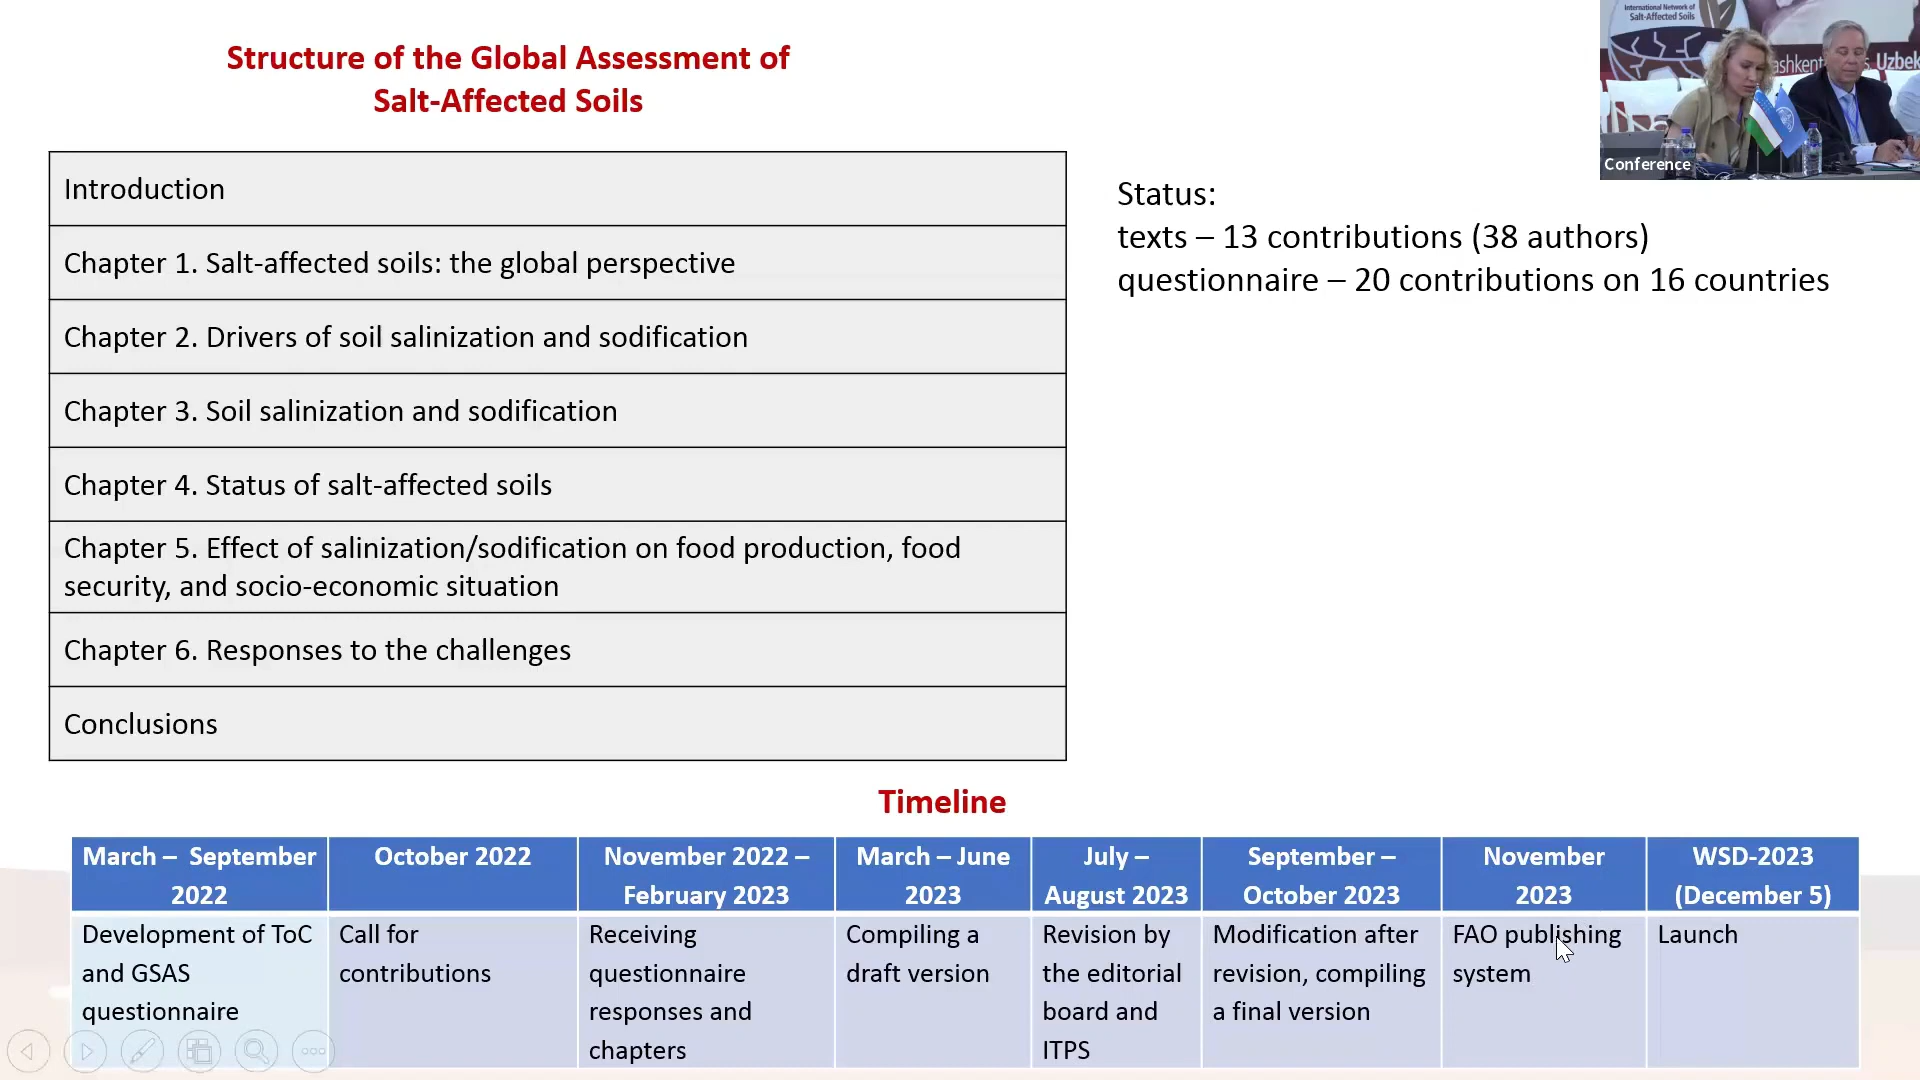 Structure of the Global Assessment of
Salt-Affected Soils
International Network of
Salt-Affected Soils
Uzbek
Conference
Introduction
Chapter 1. Salt-affected soils: the global perspective
Chapter 2. Drivers of soil salinization and sodification
Chapter 3. Soil salinization and sodification
Chapter 4. Status of salt-affected soils
Chapter 5. Effect of salinization/sodification on food production, food
security, and socio-economic situation
Chapter 6. Responses to the challenges
Conclusions
Status:
texts – 13 contributions (38 authors)
questionnaire – 20 contributions on 16 countries
Timeline
March – September
2022
October 2022
November 2022 –
February 2023
March – June
2023
July –
August 2023
September –
October 2023
November
2023
WSD-2023
(December 5)
Development of ToC
and GSAS
questionnaire
Call for
contributions
Receiving
questionnaire
responses and
chapters
Compiling a
draft version
Revision by
the editorial
board and
ITPS
Modification after
revision, compiling
a final version
FAO publishing
system
Launch